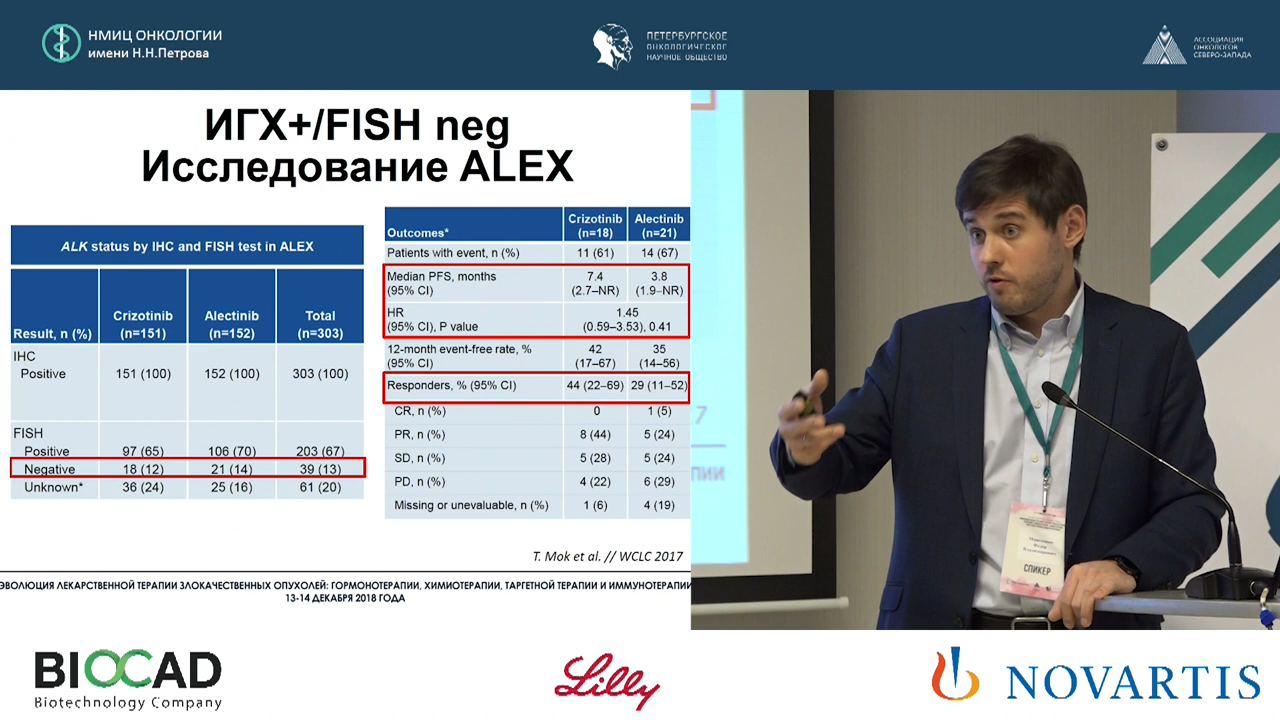 НМИЦ ОНКОЛОГИИ
имени Н.Н.Петрова
ПЕТЕРБУРГСКОЕ
ОНКОЛОГИЧЕСКОЕ
НАУЧНОЕ ОБЩЕСТВО
АССОЦИАЦИЯ
ОНКОЛОГОВ
СЕВЕРО-ЗАПАДА
ИГХ+/FISH neg
Исследование ALEX
ALK status by IHC and FISH test in ALEX
Result, n (%) Crizotinib (n=151) Alectinib (n=152) Total (n=303)
IHC
Positive 151 (100) 152 (100) 303 (100)
FISH
Positive 97 (65) 106 (70) 203 (67)
Negative 18 (12) 21 (14) 39 (13)
Unknown* 36 (24) 25 (16) 61 (20)
Outcomes* Crizotinib (n=18) Alectinib (n=21)
Patients with event, n (%) 11 (61) 14 (67)
Median PFS, months 7.4 3.8
(95% CI) (2.7–NR) (1.9–NR)
HR 1.45
(95% CI), P value (0.59–3.53), 0.41
12-month event-free rate, % 42 35
(95% CI) (17–67) (14–56)
Responders, % (95% CI) 44 (22–69) 29 (11–52)
CR, n (%) 0 1 (5)
PR, n (%) 8 (44) 5 (24)
SD, n (%) 5 (28) 5 (24)
PD, n (%) 4 (22) 6 (29)
Missing or unevaluable, n (%) 1 (6) 4 (19)
T. Mok et al. // WCLC 2017
ЭВОЛЮЦИЯ ЛЕКАРСТВЕННОЙ ТЕРАПИИ ЗЛОКАЧЕСТВЕННЫХ ОПУХОЛЕЙ: ГОРМОНОТЕРАПИИ, ХИМИОТЕРАПИИ, ТАРГЕТНОЙ ТЕРАПИИ И ИММУНОТЕРАПИИ
13-14 ДЕКАБРЯ 2018 ГОДА
7
ПИИ
СПИКЕР
BIOCAD
Biotechnology Company
Lilly
NOVARTIS